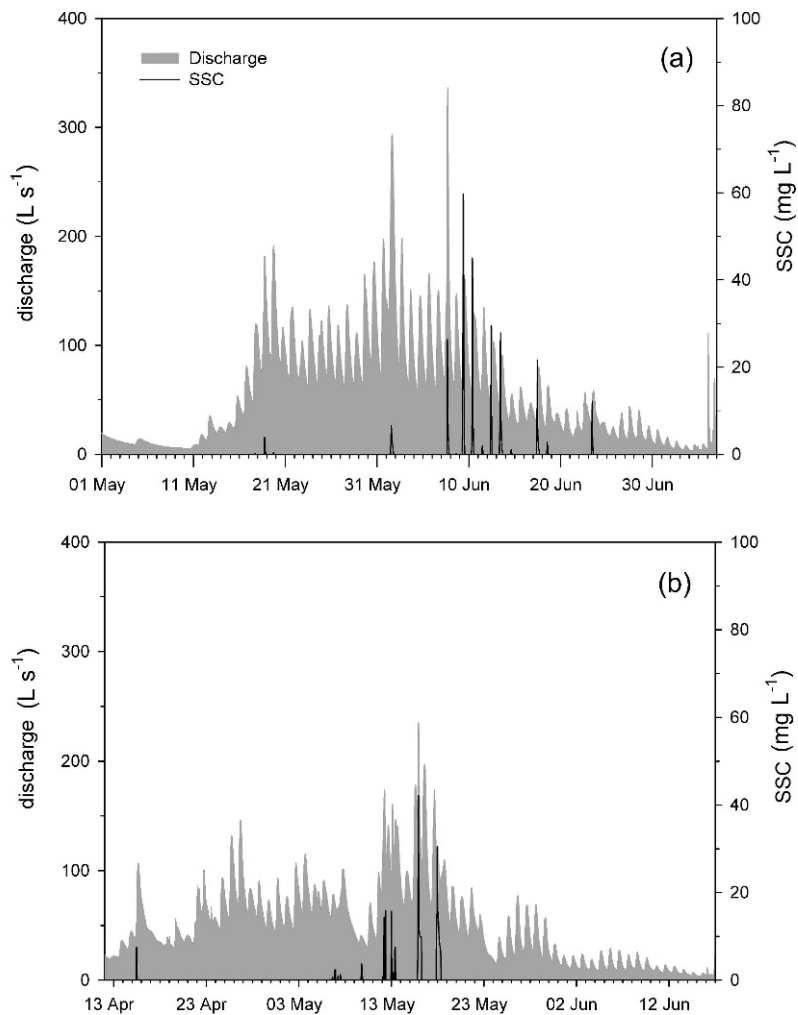 400
300
200
100
0
discharge (L s⁻¹)
Discharge
SSC
(a)
100
80
60
40
20
0
SSC (mg L⁻¹)
01 May 11 May 21 May 31 May 10 Jun 20 Jun 30 Jun
400
300
200
100
0
discharge (L s⁻¹)
(b)
100
80
60
40
20
0
SSC (mg L⁻¹)
13 Apr 23 Apr 03 May 13 May 23 May 02 Jun 12 Jun